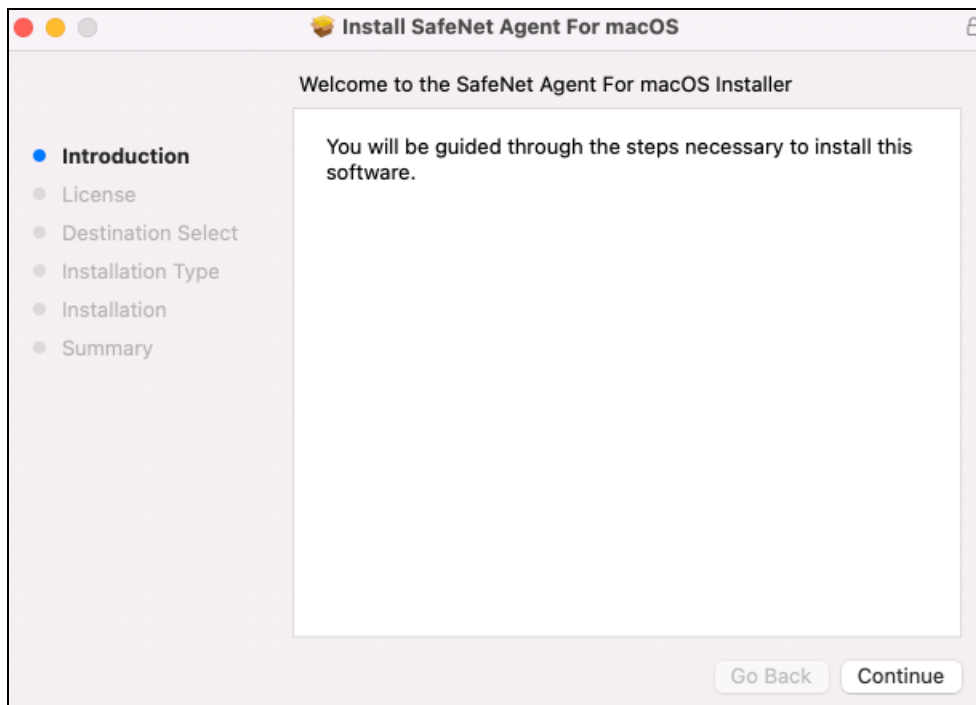 Install SafeNet Agent For macOS
Welcome to the SafeNet Agent For macOS Installer
Introduction
License
Destination Select
Installation Type
Installation
Summary
You will be guided through the steps necessary to install this
software.
Go Back
Continue